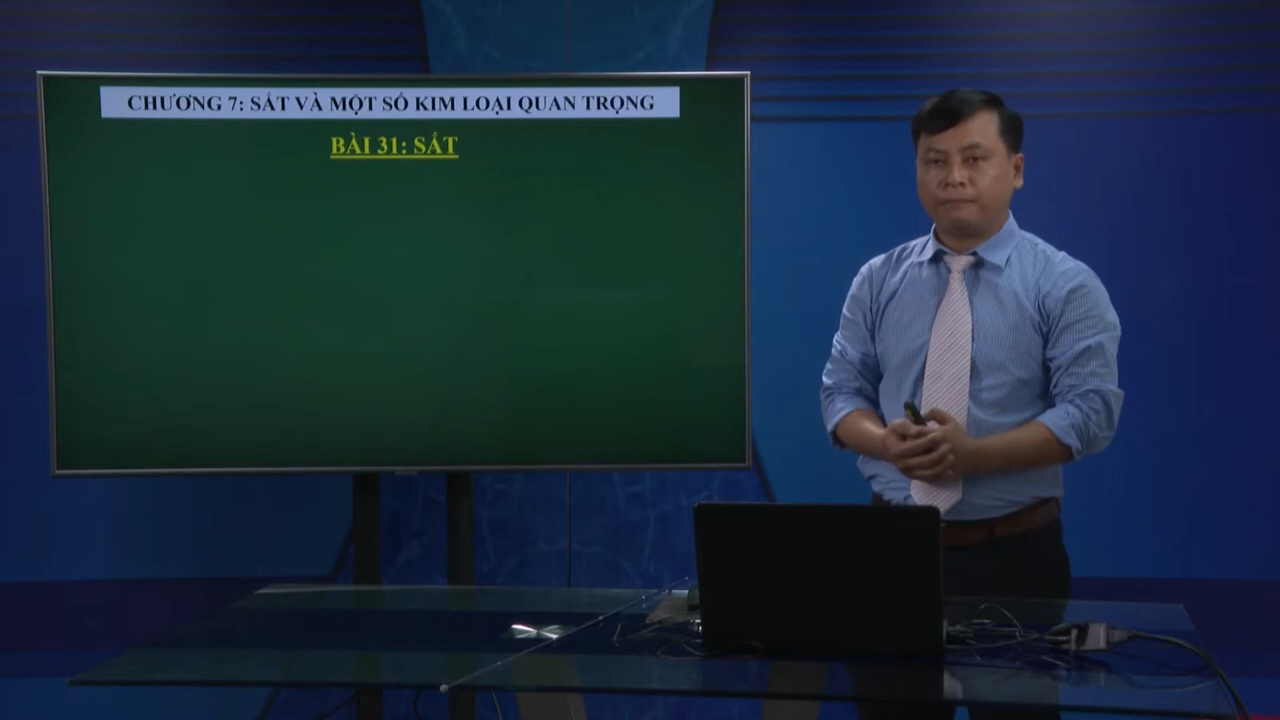 CHƯƠNG 7: SẮT VÀ MỘT SỐ KIM LOẠI QUAN TRỌNG
BÀI 31: SẮT